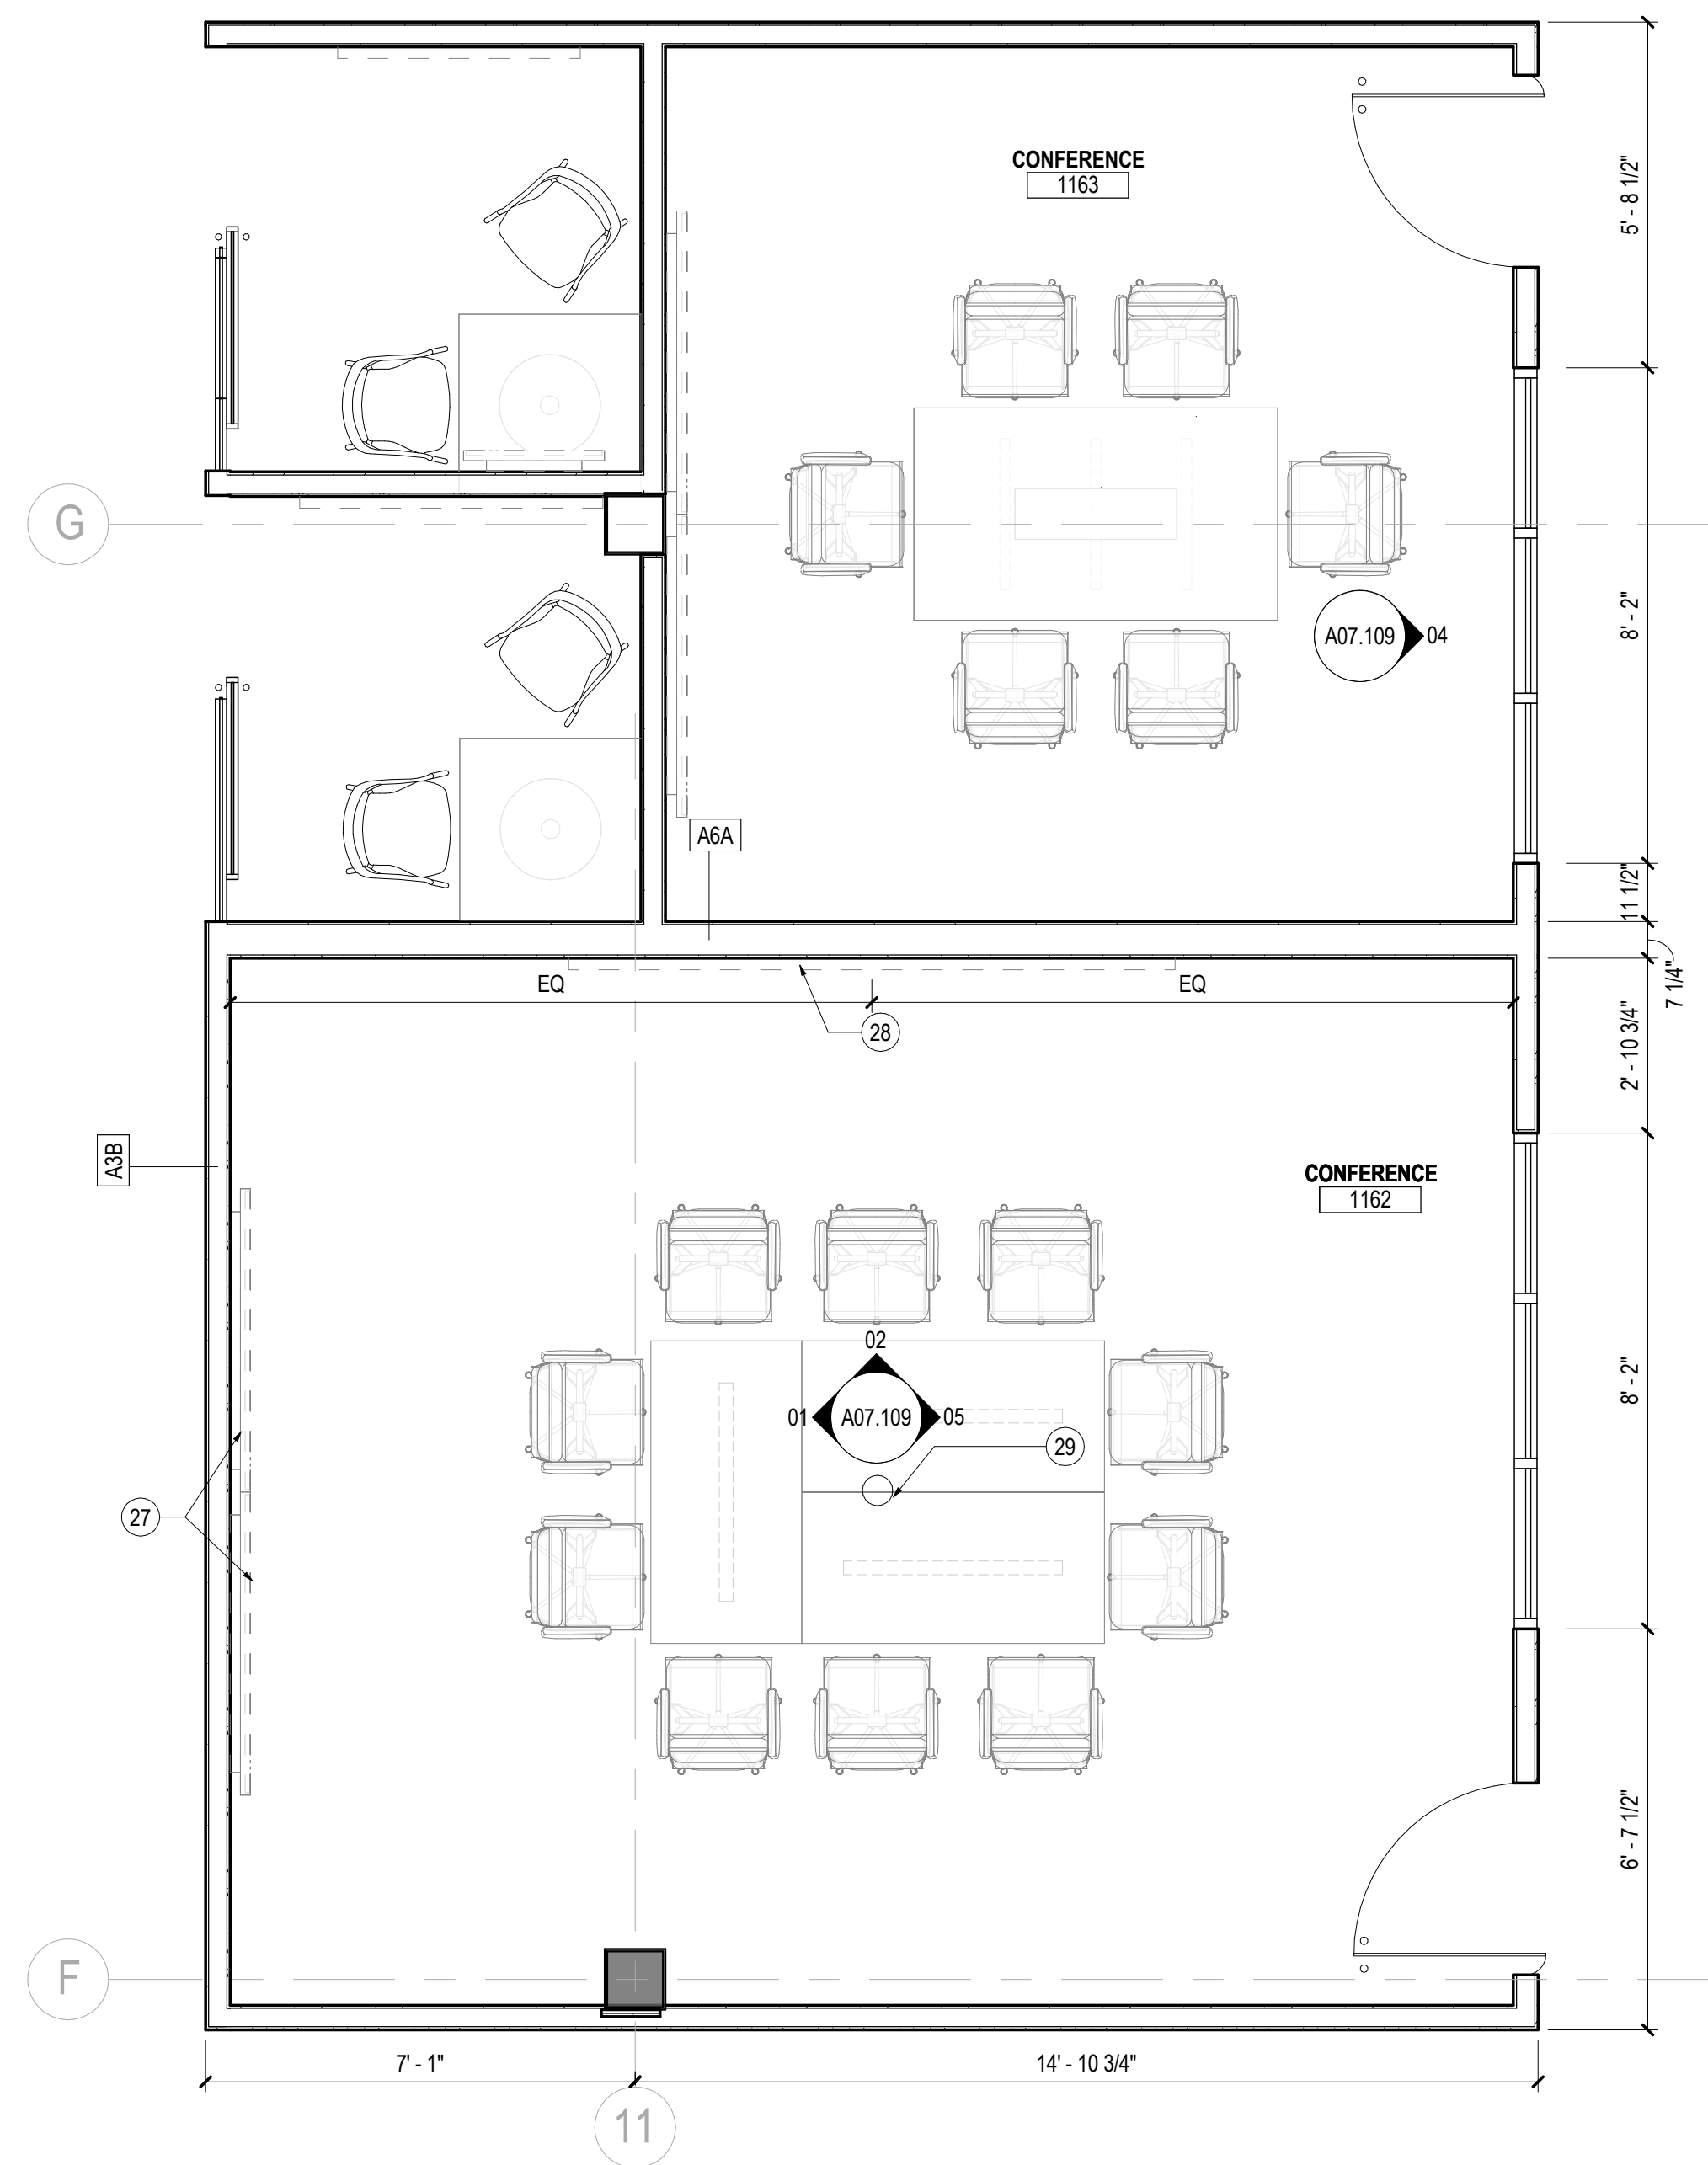 CONFERENCE
1163
5' - 8 1/2"
G
8' - 2"
A07.109
04
A6A
11 1/2"
7 1/4"
EQ
EQ
28
2' - 10 3/4"
A3B
CONFERENCE
1162
02
01
A07.109
05
29
8' - 2"
27
6' - 7 1/2"
F
7' - 1"
14' - 10 3/4"
11